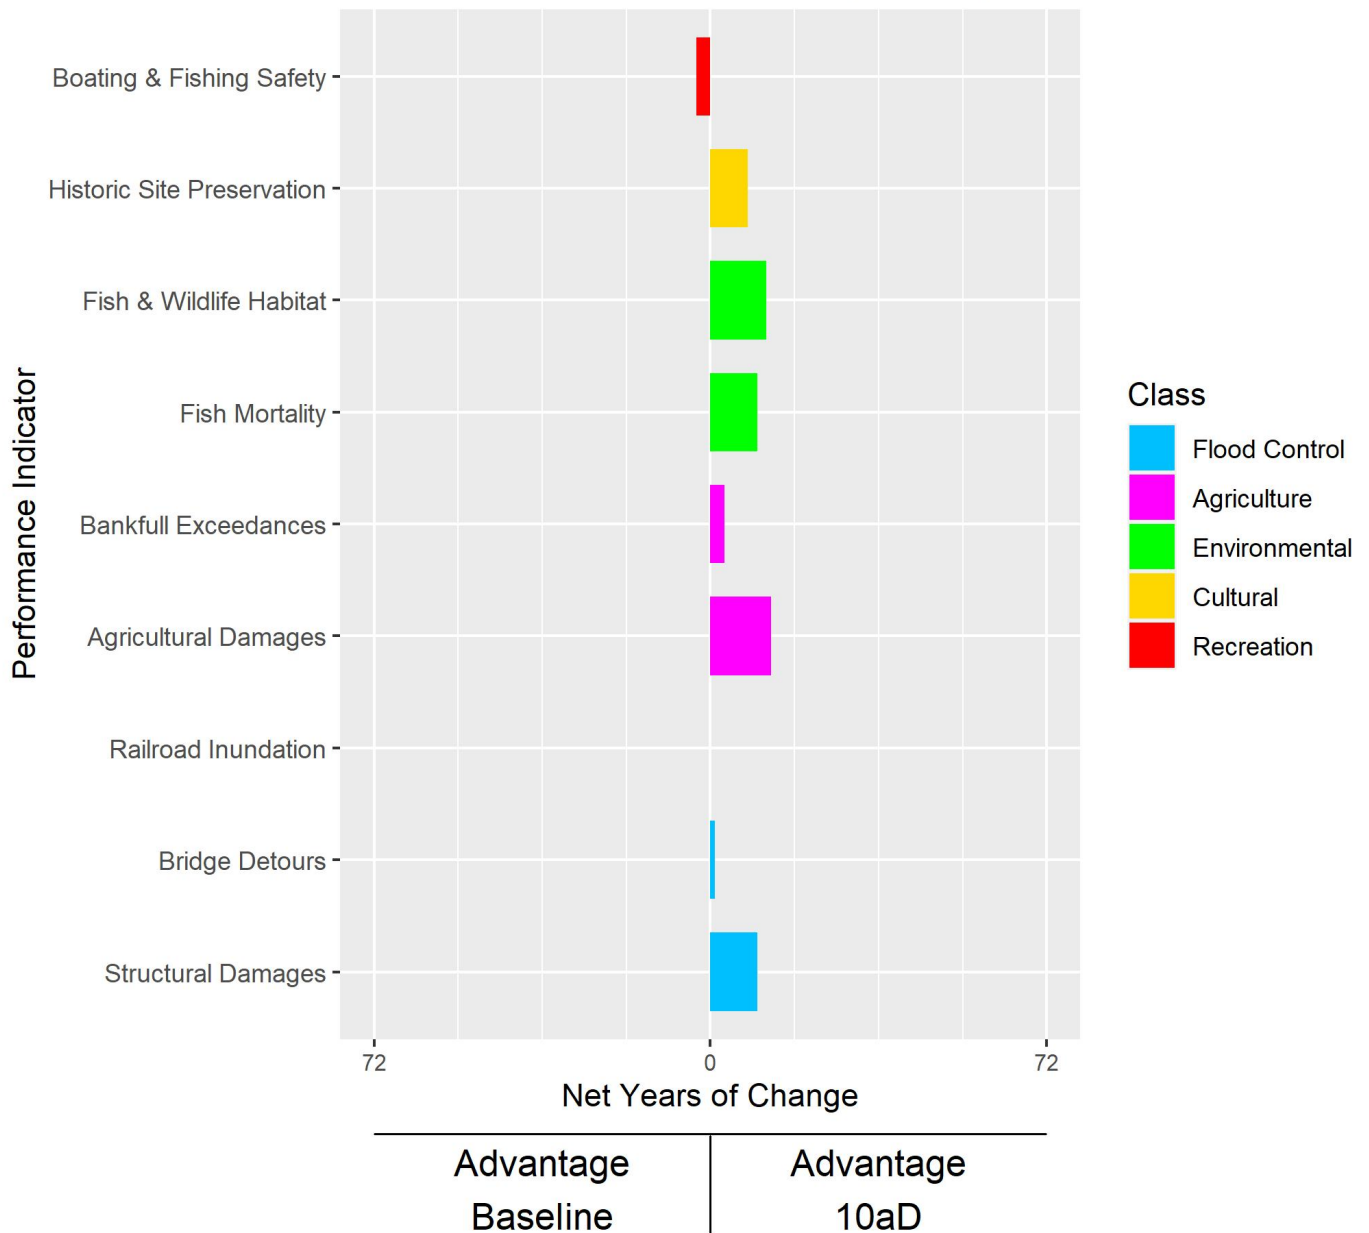 Boating & Fishing Safety
Historic Site Preservation
Fish & Wildlife Habitat
Fish Mortality
Bankfull Exceedances
Agricultural Damages
Railroad Inundation
Bridge Detours
Structural Damages
Performance Indicator
72 0 72
Net Years of Change
Advantage Advantage
Baseline 10aD
Class
Flood Control
Agriculture
Environmental
Cultural
Recreation